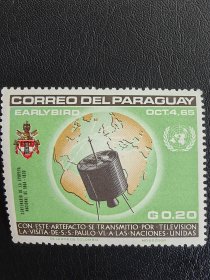 CORREO DEL PARAGUAY
EARLYBIRD OCT.4,65
G 0.20
CON ESTE ARTEFACTO SE TRANSMITIO POR TELEVISION
LA VISITA DE S.S. PAULO VI. A LAS NACIONES UNIDAS